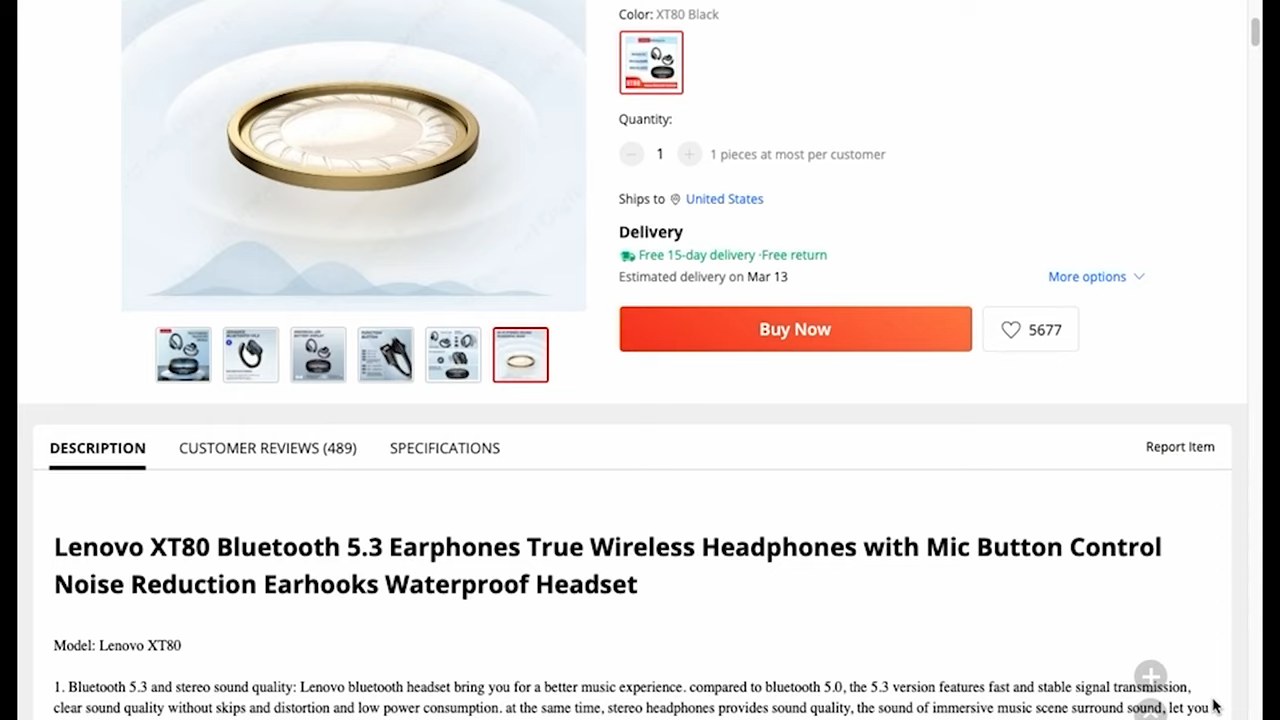 Color: XT80 Black
Quantity:
1
1 pieces at most per customer
Ships to United States
Delivery
Free 15-day delivery ·Free return
Estimated delivery on Mar 13
More options
Buy Now
5677
DESCRIPTION
CUSTOMER REVIEWS (489)
SPECIFICATIONS
Report Item
Lenovo XT80 Bluetooth 5.3 Earphones True Wireless Headphones with Mic Button Control
Noise Reduction Earhooks Waterproof Headset
Model: Lenovo XT80
1. Bluetooth 5.3 and stereo sound quality: Lenovo bluetooth headset bring you for a better music experience. compared to bluetooth 5.0, the 5.3 version features fast and stable signal transmission,
clear sound quality without skips and distortion and low power consumption. at the same time, stereo headphones provides sound quality, the sound of immersive music scene surround sound, let you